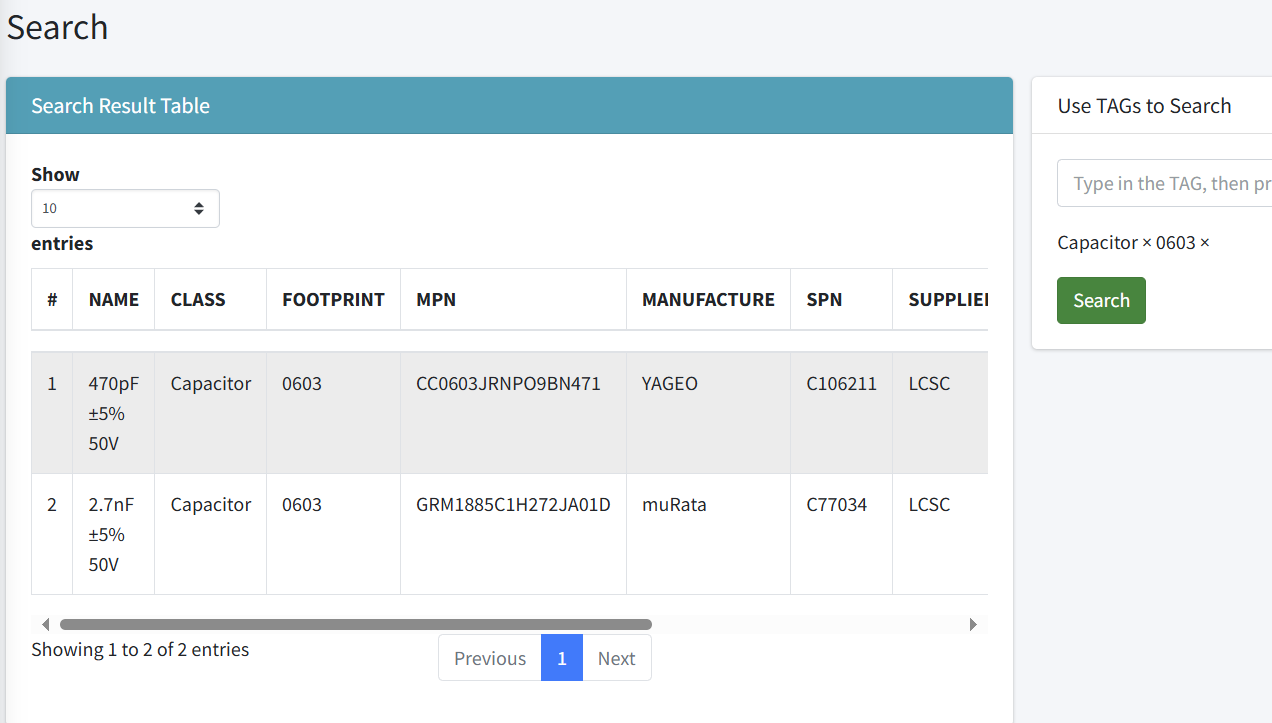 Search
Search Result Table
Use TAGs to Search
Show
10
entries
Type in the TAG, then pr
Capacitor × 0603 ×
Search
# NAME CLASS FOOTPRINT MPN MANUFACTURE SPN SUPPLIE
1 470pF ±5% 50V Capacitor 0603 CC0603JRNPO9BN471 YAGEO C106211 LCSC
2 2.7nF ±5% 50V Capacitor 0603 GRM1885C1H272JA01D muRata C77034 LCSC
Showing 1 to 2 of 2 entries
Previous 1 Next